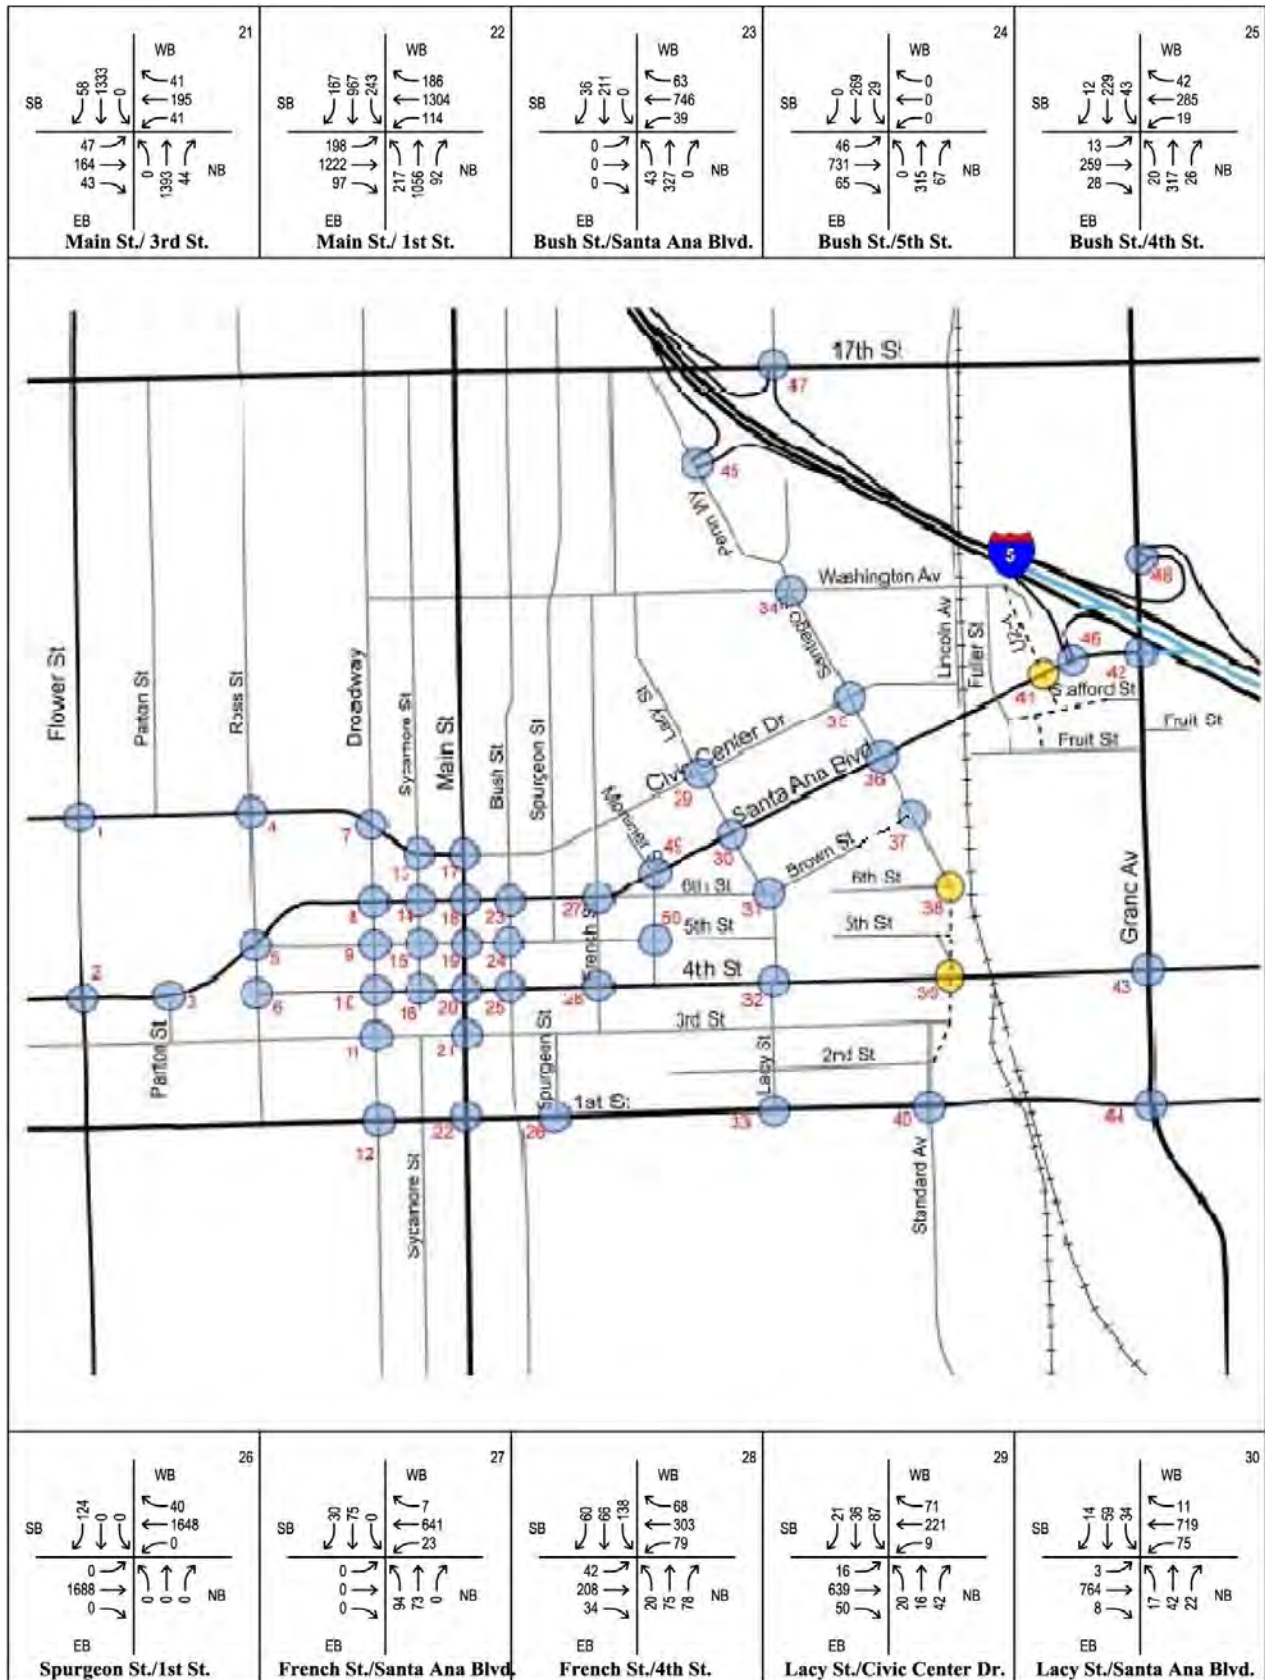 21
WB
SB
58
1333
0
41
195
41
47
164
43
0
1393
44
NB
EB
Main St./ 3rd St.
22
WB
167
967
243
186
1304
114
198
1222
97
217
1056
92
NB
EB
Main St./ 1st St.
23
WB
SB
36
211
0
63
746
39
0
0
0
43
327
0
NB
EB
Bush St./Santa Ana Blvd.
24
WB
SB
0
269
29
0
0
0
46
731
65
0
315
67
NB
EB
Bush St./5th St.
25
WB
SB
12
229
43
42
285
19
13
259
28
20
317
26
NB
EB
Bush St./4th St.
17th St
47
45
Penn Wy
5
48
Washington Av
34
Santiago
Lincoln Av
Fuller St
46
42
41
Stafford St
Fruit St
Fruit St
Flower St
Parton St
Ross St
Broadway
Sycamore St
Main St
Bush St
Spurgeon St
Lacy St
Civic Center Dr
Santa Ana Blvd
36
29
1
4
7
17
49
30
Brown St
37
Grand Av
8
14
18
23
27
6th St
31
6th St
38
2
5
9
15
19
24
French St
50
5th St
5th St
3
6
16
20
25
28
4th St
32
43
11
21
3rd St
Parton St
Spurgeon St
Lacy St
2nd St
12
22
26
1st St
33
40
44
Sycamore St
Standard Av
26
WB
SB
124
0
0
40
1648
0
0
1688
0
0
0
0
NB
EB
Spurgeon St./1st St.
27
WB
SB
30
75
0
7
641
23
0
0
0
94
73
0
NB
EB
French St./Santa Ana Blvd.
28
WB
SB
60
66
138
68
303
79
42
208
34
20
75
78
NB
EB
French St./4th St.
29
WB
SB
21
36
87
71
221
9
16
639
50
20
16
42
NB
EB
Lacy St./Civic Center Dr.
30
WB
SB
14
59
34
11
719
75
3
764
8
17
42
22
NB
EB
Lacy St./Santa Ana Blvd.